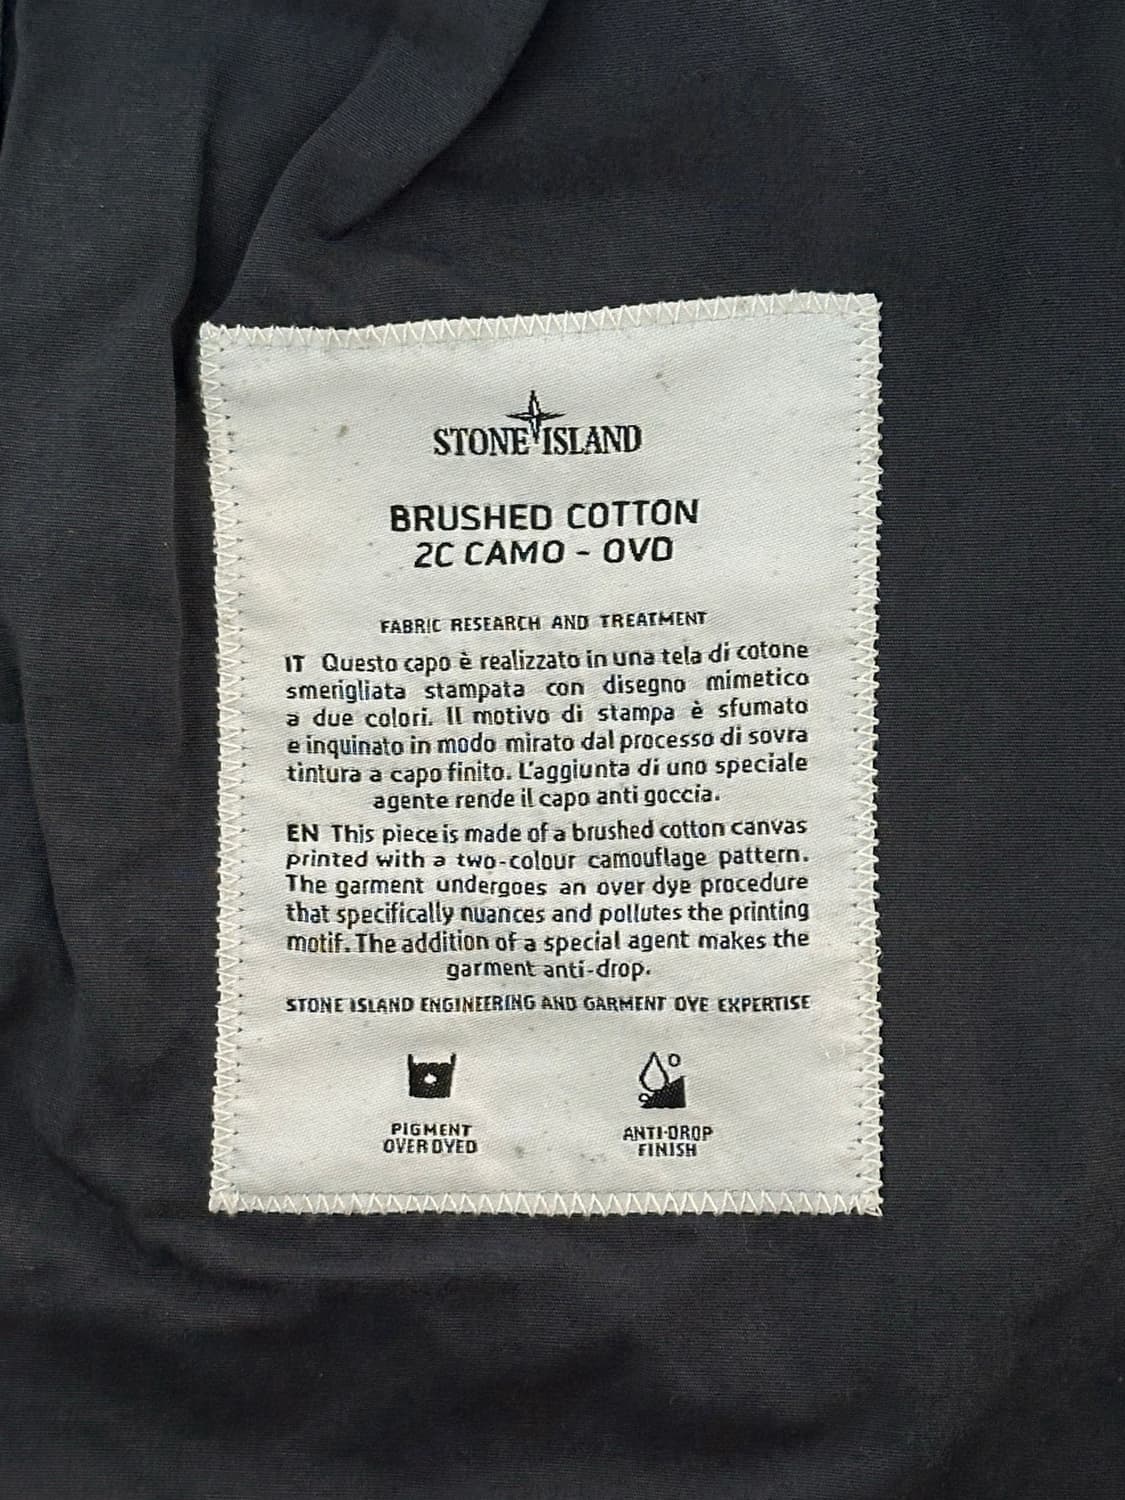 STONE ISLAND
BRUSHED COTTON
2C CAMO - OVD
FABRIC RESEARCH AND TREATMENT
IT Questo capo è realizzato in una tela di cotone
smerigliata stampata con disegno mimetico
a due colori. Il motivo di stampa è sfumato
e inquinato in modo mirato dal processo di sovra
tintura a capo finito. L'aggiunta di uno speciale
agente rende il capo anti goccia.
EN This piece is made of a brushed cotton canvas
printed with a two-colour camouflage pattern.
The garment undergoes an over dye procedure
that specifically nuances and pollutes the printing
motif. The addition of a special agent makes the
garment anti-drop.
STONE ISLAND ENGINEERING AND GARMENT DYE EXPERTISE
PIGMENT
OVER DYED
ANTI-DROP
FINISH